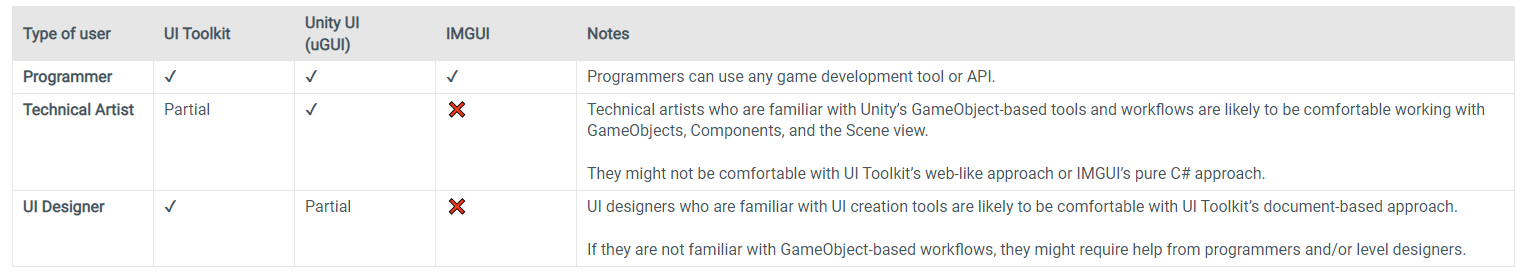 Type of user UI Toolkit Unity UI (uGUI) IMGUI Notes
Programmer ✓ ✓ ✓ Programmers can use any game development tool or API.
Technical Artist Partial ✓ ❌ Technical artists who are familiar with Unity’s GameObject-based tools and workflows are likely to be comfortable working with
GameObjects, Components, and the Scene view.
They might not be comfortable with UI Toolkit’s web-like approach or IMGUI’s pure C# approach.
UI Designer ✓ Partial ❌ UI designers who are familiar with UI creation tools are likely to be comfortable with UI Toolkit’s document-based approach.
If they are not familiar with GameObject-based workflows, they might require help from programmers and/or level designers.